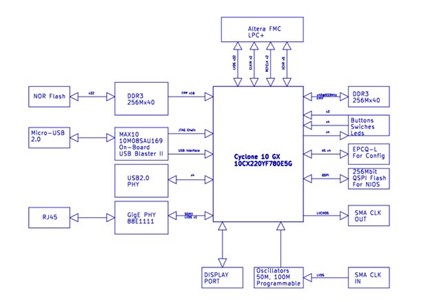 Altera FMC
LPC+
NOR Flash
DDR3
256Mx40
DDR3
256Mx40
Micro-USB
2.0
MAX10
10M08SAU169
On-Board
USB Blaster II
JTAG Chain
USB Interface
Cyclone 10 GX
10CX220YF780E5G
Buttons
Swiches
Leds
EPCQ-L
For Config
USB2.0
PHY
QSPI
256Mbit
QSPI Flash
For NIOS
RJ45
GigE PHY
88E1111
LVCMOS
SMA CLK
OUT
DISPLAY
PORT
Oscillators
50M, 100M
Programmable
LVDS
SMA CLK
IN